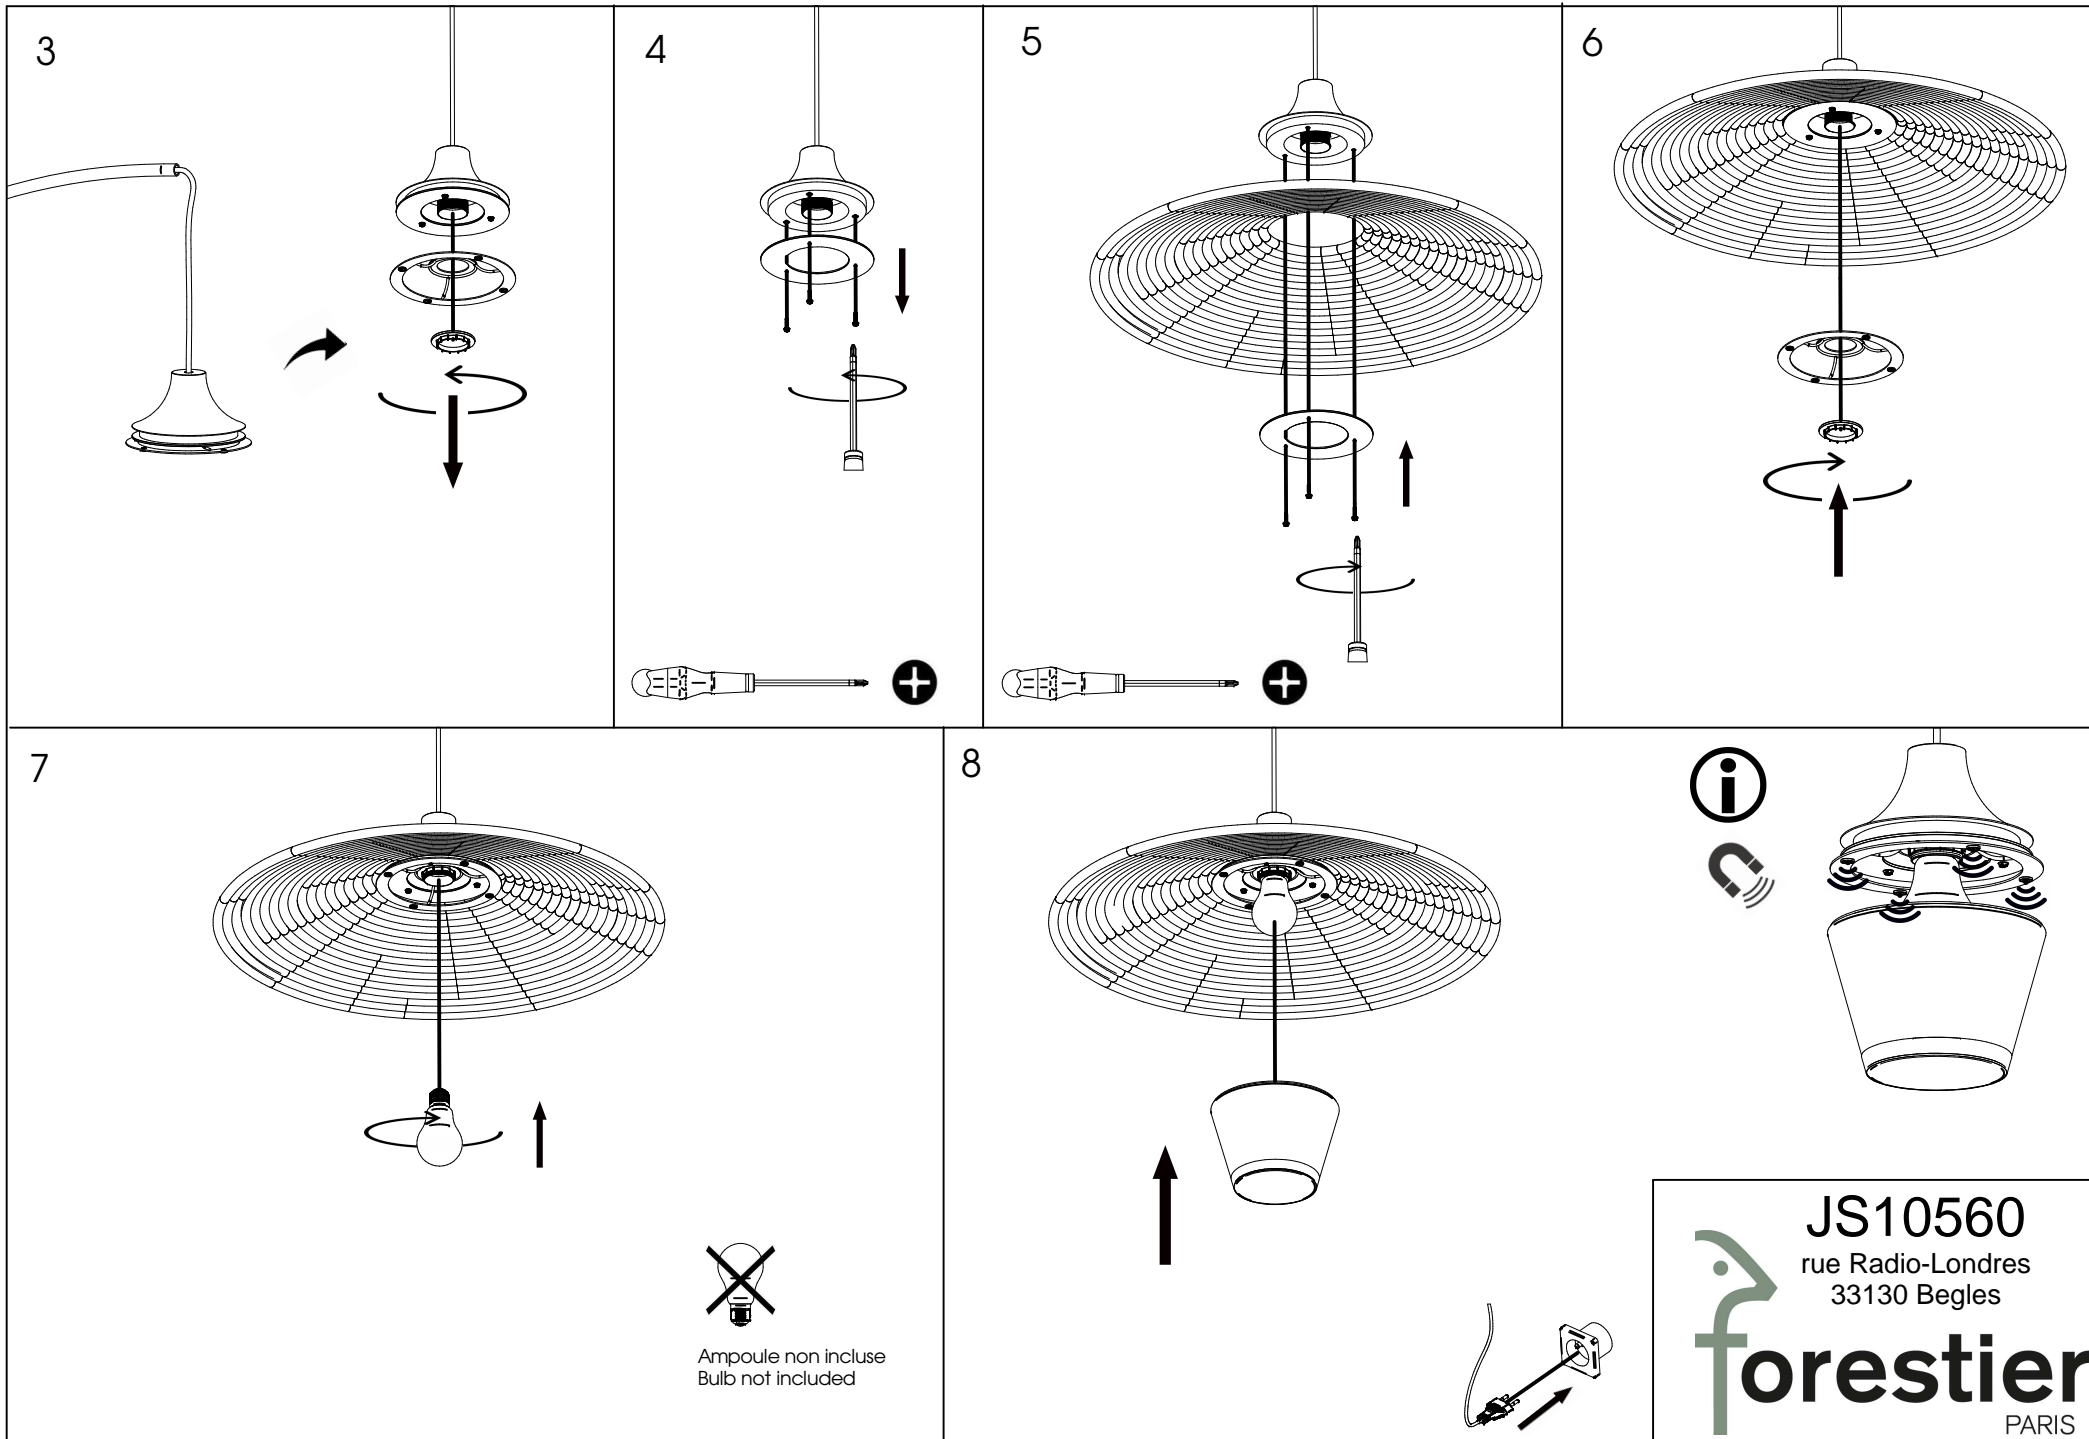 3
4
5
6
7
8
Ampoule non incluse
Bulb not included
JS10560
rue Radio-Londres
33130 Begles
forestier
PARIS